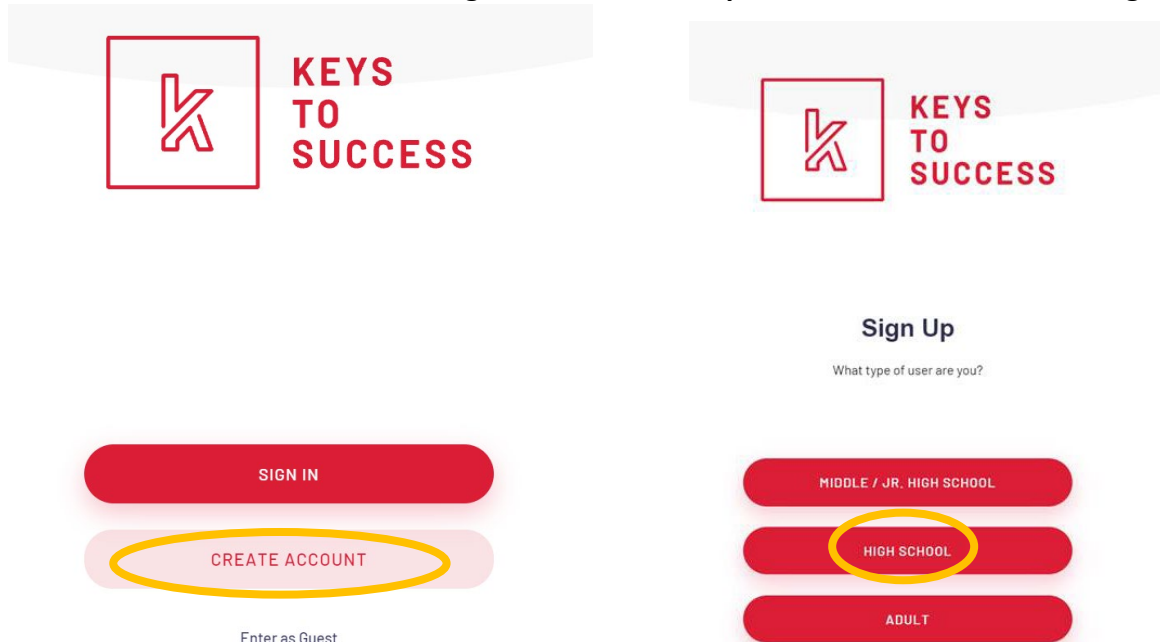 KEYS
TO
SUCCESS
SIGN IN
CREATE ACCOUNT
Enter as Guest
KEYS
TO
SUCCESS
Sign Up
What type of user are you?
MIDDLE / JR. HIGH SCHOOL
HIGH SCHOOL
ADULT